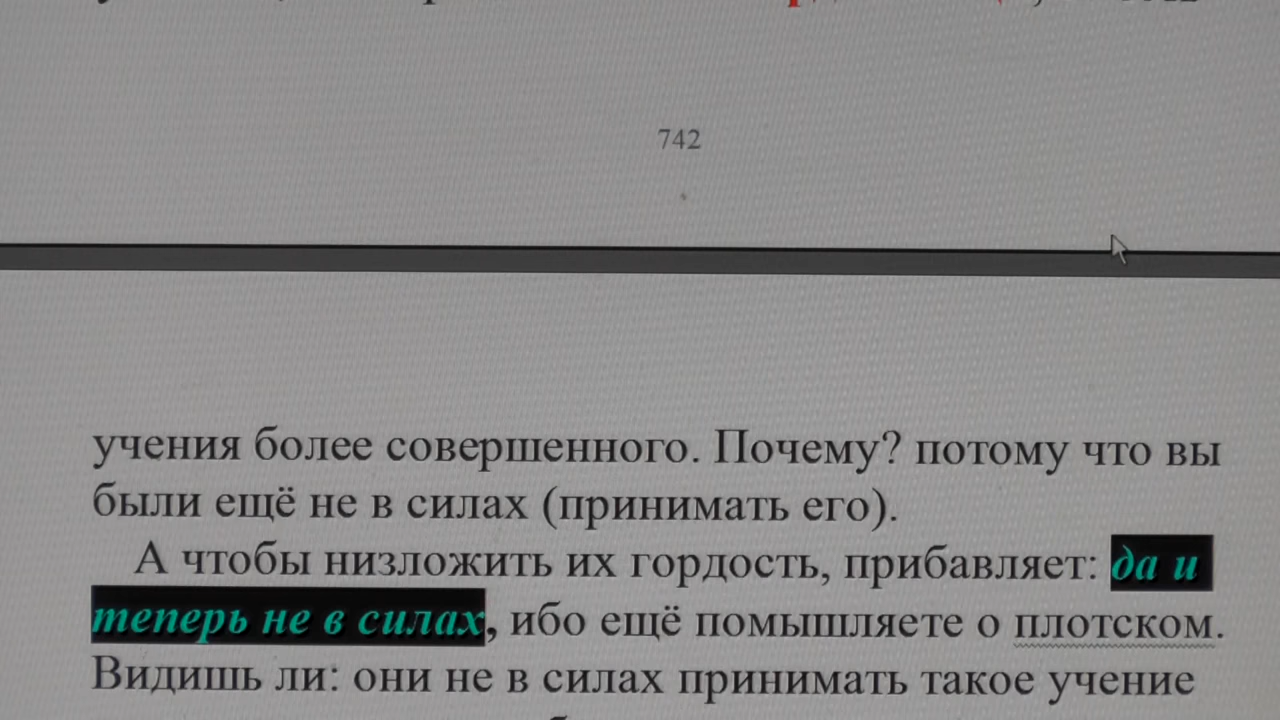 742
учения более совершенного. Почему? потому что вы
были ещё не в силах (принимать его).
А чтобы низложить их гордость, прибавляет: да и
теперь не в силах, ибо ещё помышляете о плотском.
Видишь ли: они не в силах принимать такое учение